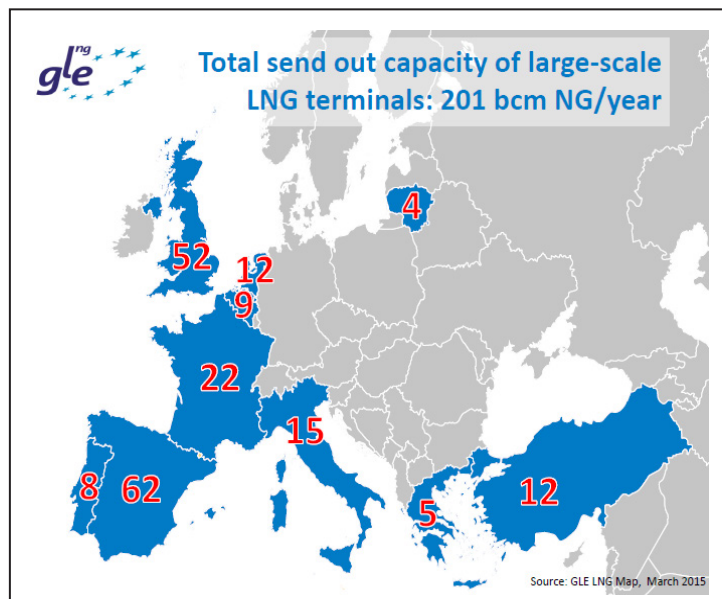 gle
ng
Total send out capacity of large-scale
LNG terminals: 201 bcm NG/year
4
52
12
9
22
15
8
62
5
12
Source: GLE LNG Map, March 2015